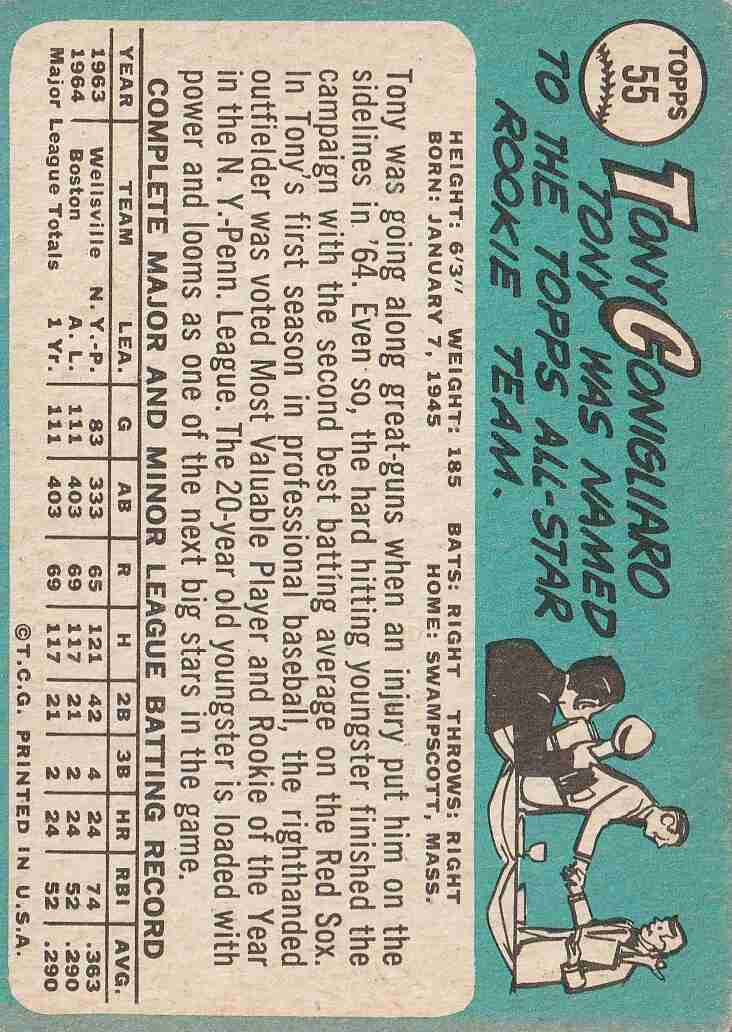 TOPPS
55
TONY CONIGLIARO
TONY WAS NAMED
TO THE TOPPS ALL-STAR
ROOKIE TEAM.
HEIGHT: 6'3" WEIGHT: 185 BATS: RIGHT THROWS: RIGHT
BORN: JANUARY 7, 1945 HOME: SWAMPSCOTT, MASS.
Tony was going along great-guns when an injury put him on the
sidelines in '64. Even so, the hard hitting youngster finished the
campaign with the second best batting average on the Red Sox.
In Tony's first season in professional baseball, the righthanded
outfielder was voted Most Valuable Player and Rookie of the Year
in the N. Y.-Penn. League. The 20-year old youngster is loaded with
power and looms as one of the next big stars in the game.
COMPLETE MAJOR AND MINOR LEAGUE BATTING RECORD
YEAR TEAM LEA. G AB R H 2B 3B HR RBI AVG.
1963 Wellsville N. Y.-P. 83 333 65 121 42 4 24 74 .363
1964 Boston A. L. 111 403 69 117 21 2 24 52 .290
Major League Totals 1 Yr. 111 403 69 117 21 2 24 52 .290
©T.C.G. PRINTED IN U.S.A.